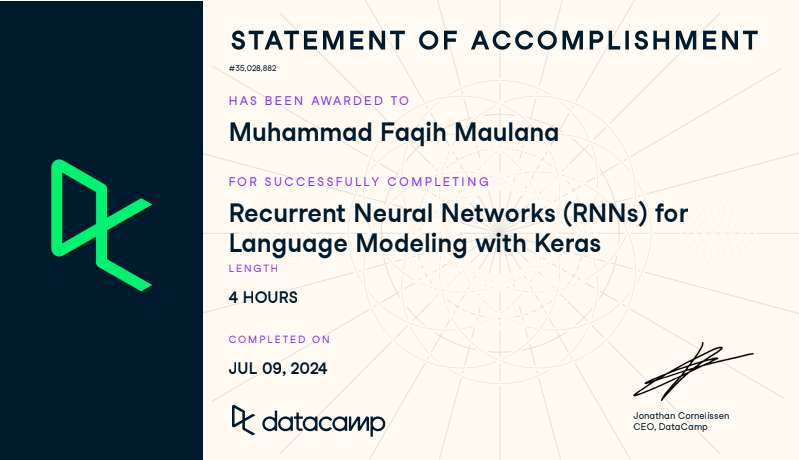 STATEMENT OF ACCOMPLISHMENT
#35,028,882
HAS BEEN AWARDED TO
Muhammad Faqih Maulana
FOR SUCCESSFULLY COMPLETING
Recurrent Neural Networks (RNNs) for
Language Modeling with Keras
LENGTH
4 HOURS
COMPLETED ON
JUL 09, 2024
datacamp
Jonathan Cornelissen
CEO, DataCamp